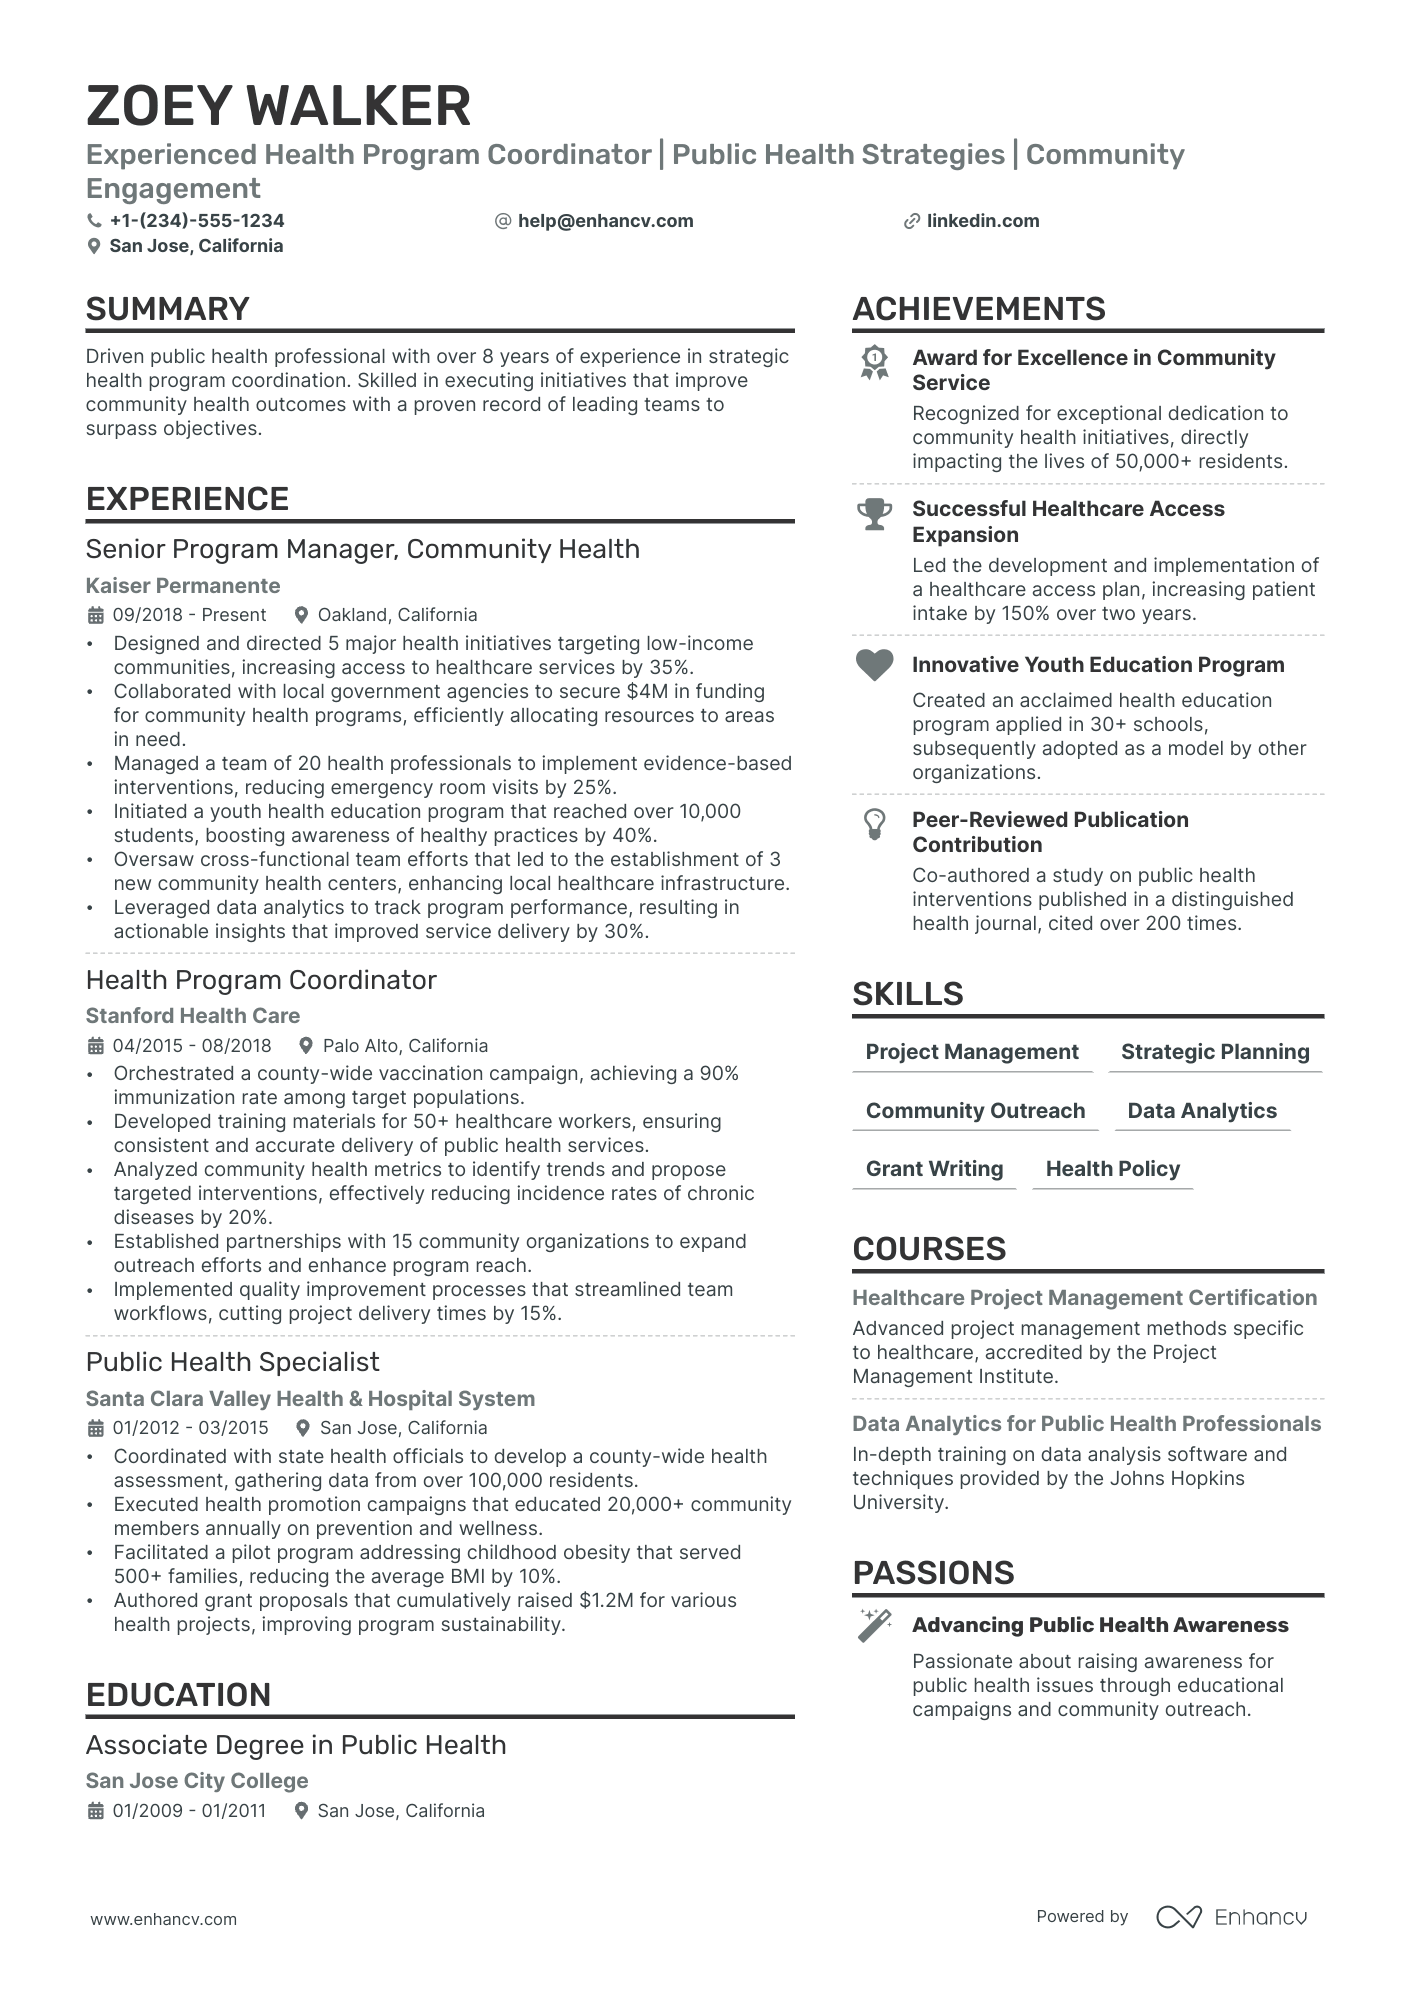 ZOEY WALKER
Experienced Health Program Coordinator | Public Health Strategies | Community
Engagement
+1-(234)-555-1234
help@enhancv.com
linkedin.com
San Jose, California
SUMMARY
Driven public health professional with over 8 years of experience in strategic
health program coordination. Skilled in executing initiatives that improve
community health outcomes with a proven record of leading teams to
surpass objectives.
EXPERIENCE
Senior Program Manager, Community Health
Kaiser Permanente
09/2018 - Present Oakland, California
• Designed and directed 5 major health initiatives targeting low-income
communities, increasing access to healthcare services by 35%.
• Collaborated with local government agencies to secure $4M in funding
for community health programs, efficiently allocating resources to areas
in need.
• Managed a team of 20 health professionals to implement evidence-based
interventions, reducing emergency room visits by 25%.
• Initiated a youth health education program that reached over 10,000
students, boosting awareness of healthy practices by 40%.
• Oversaw cross-functional team efforts that led to the establishment of 3
new community health centers, enhancing local healthcare infrastructure.
• Leveraged data analytics to track program performance, resulting in
actionable insights that improved service delivery by 30%.
Health Program Coordinator
Stanford Health Care
04/2015 - 08/2018 Palo Alto, California
• Orchestrated a county-wide vaccination campaign, achieving a 90%
immunization rate among target populations.
• Developed training materials for 50+ healthcare workers, ensuring
consistent and accurate delivery of public health services.
• Analyzed community health metrics to identify trends and propose
targeted interventions, effectively reducing incidence rates of chronic
diseases by 20%.
• Established partnerships with 15 community organizations to expand
outreach efforts and enhance program reach.
• Implemented quality improvement processes that streamlined team
workflows, cutting project delivery times by 15%.
Public Health Specialist
Santa Clara Valley Health & Hospital System
01/2012 - 03/2015 San Jose, California
• Coordinated with state health officials to develop a county-wide health
assessment, gathering data from over 100,000 residents.
• Executed health promotion campaigns that educated 20,000+ community
members annually on prevention and wellness.
• Facilitated a pilot program addressing childhood obesity that served
500+ families, reducing the average BMI by 10%.
• Authored grant proposals that cumulatively raised $1.2M for various
health projects, improving program sustainability.
EDUCATION
Associate Degree in Public Health
San Jose City College
01/2009 - 01/2011 San Jose, California
ACHIEVEMENTS
Award for Excellence in Community
Service
Recognized for exceptional dedication to
community health initiatives, directly
impacting the lives of 50,000+ residents.
Successful Healthcare Access
Expansion
Led the development and implementation of
a healthcare access plan, increasing patient
intake by 150% over two years.
Innovative Youth Education Program
Created an acclaimed health education
program applied in 30+ schools,
subsequently adopted as a model by other
organizations.
Peer-Reviewed Publication
Contribution
Co-authored a study on public health
interventions published in a distinguished
health journal, cited over 200 times.
SKILLS
Project Management Strategic Planning
Community Outreach Data Analytics
Grant Writing Health Policy
COURSES
Healthcare Project Management Certification
Advanced project management methods specific
to healthcare, accredited by the Project
Management Institute.
Data Analytics for Public Health Professionals
In-depth training on data analysis software and
techniques provided by the Johns Hopkins
University.
PASSIONS
Advancing Public Health Awareness
Passionate about raising awareness for
public health issues through educational
campaigns and community outreach.
www.enhancv.com
Powered by Enhancv